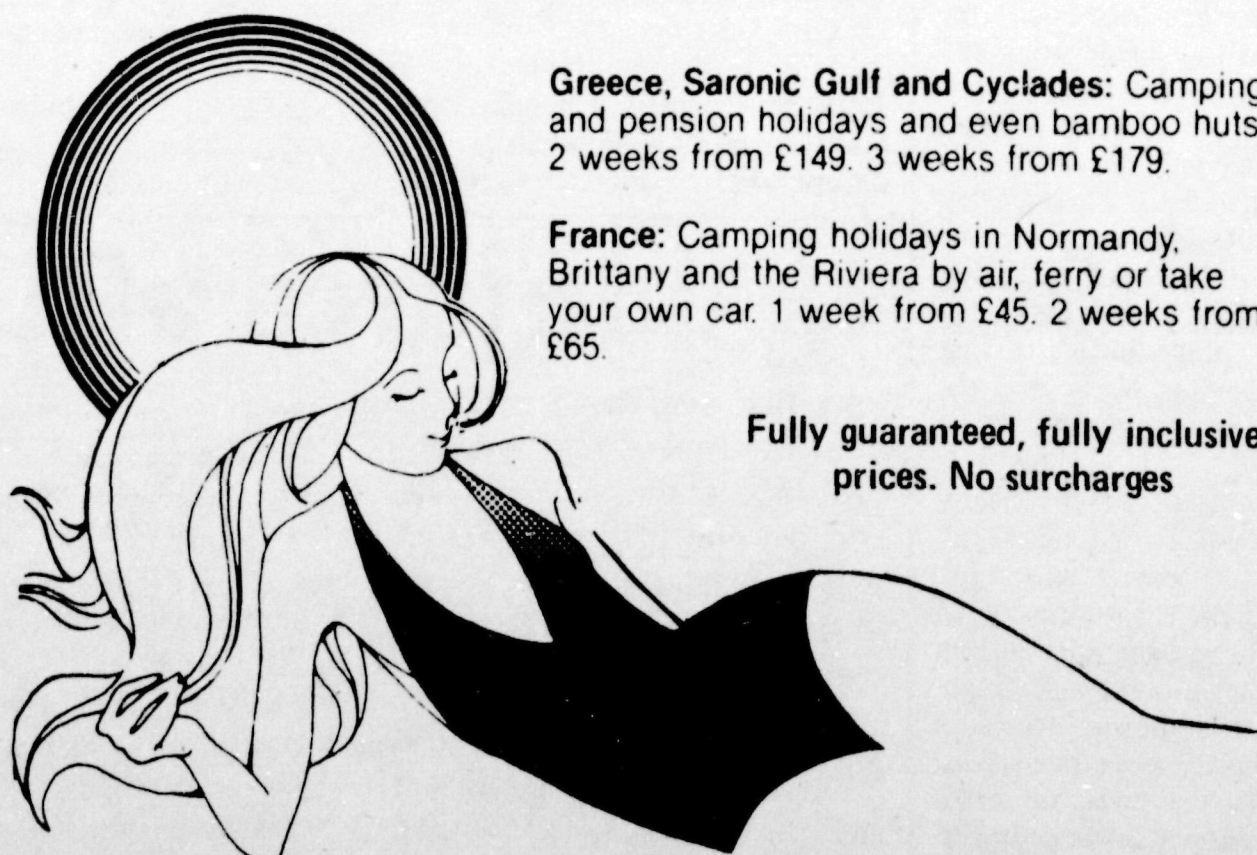 Greece, Saronic Gulf and Cyclades: Camping
and pension holidays and even bamboo huts
2 weeks from £149. 3 weeks from £179.
France: Camping holidays in Normandy,
Brittany and the Riviera by air, ferry or take
your own car. 1 week from £45. 2 weeks from
£65.
Fully guaranteed, fully inclusive
prices. No surcharges